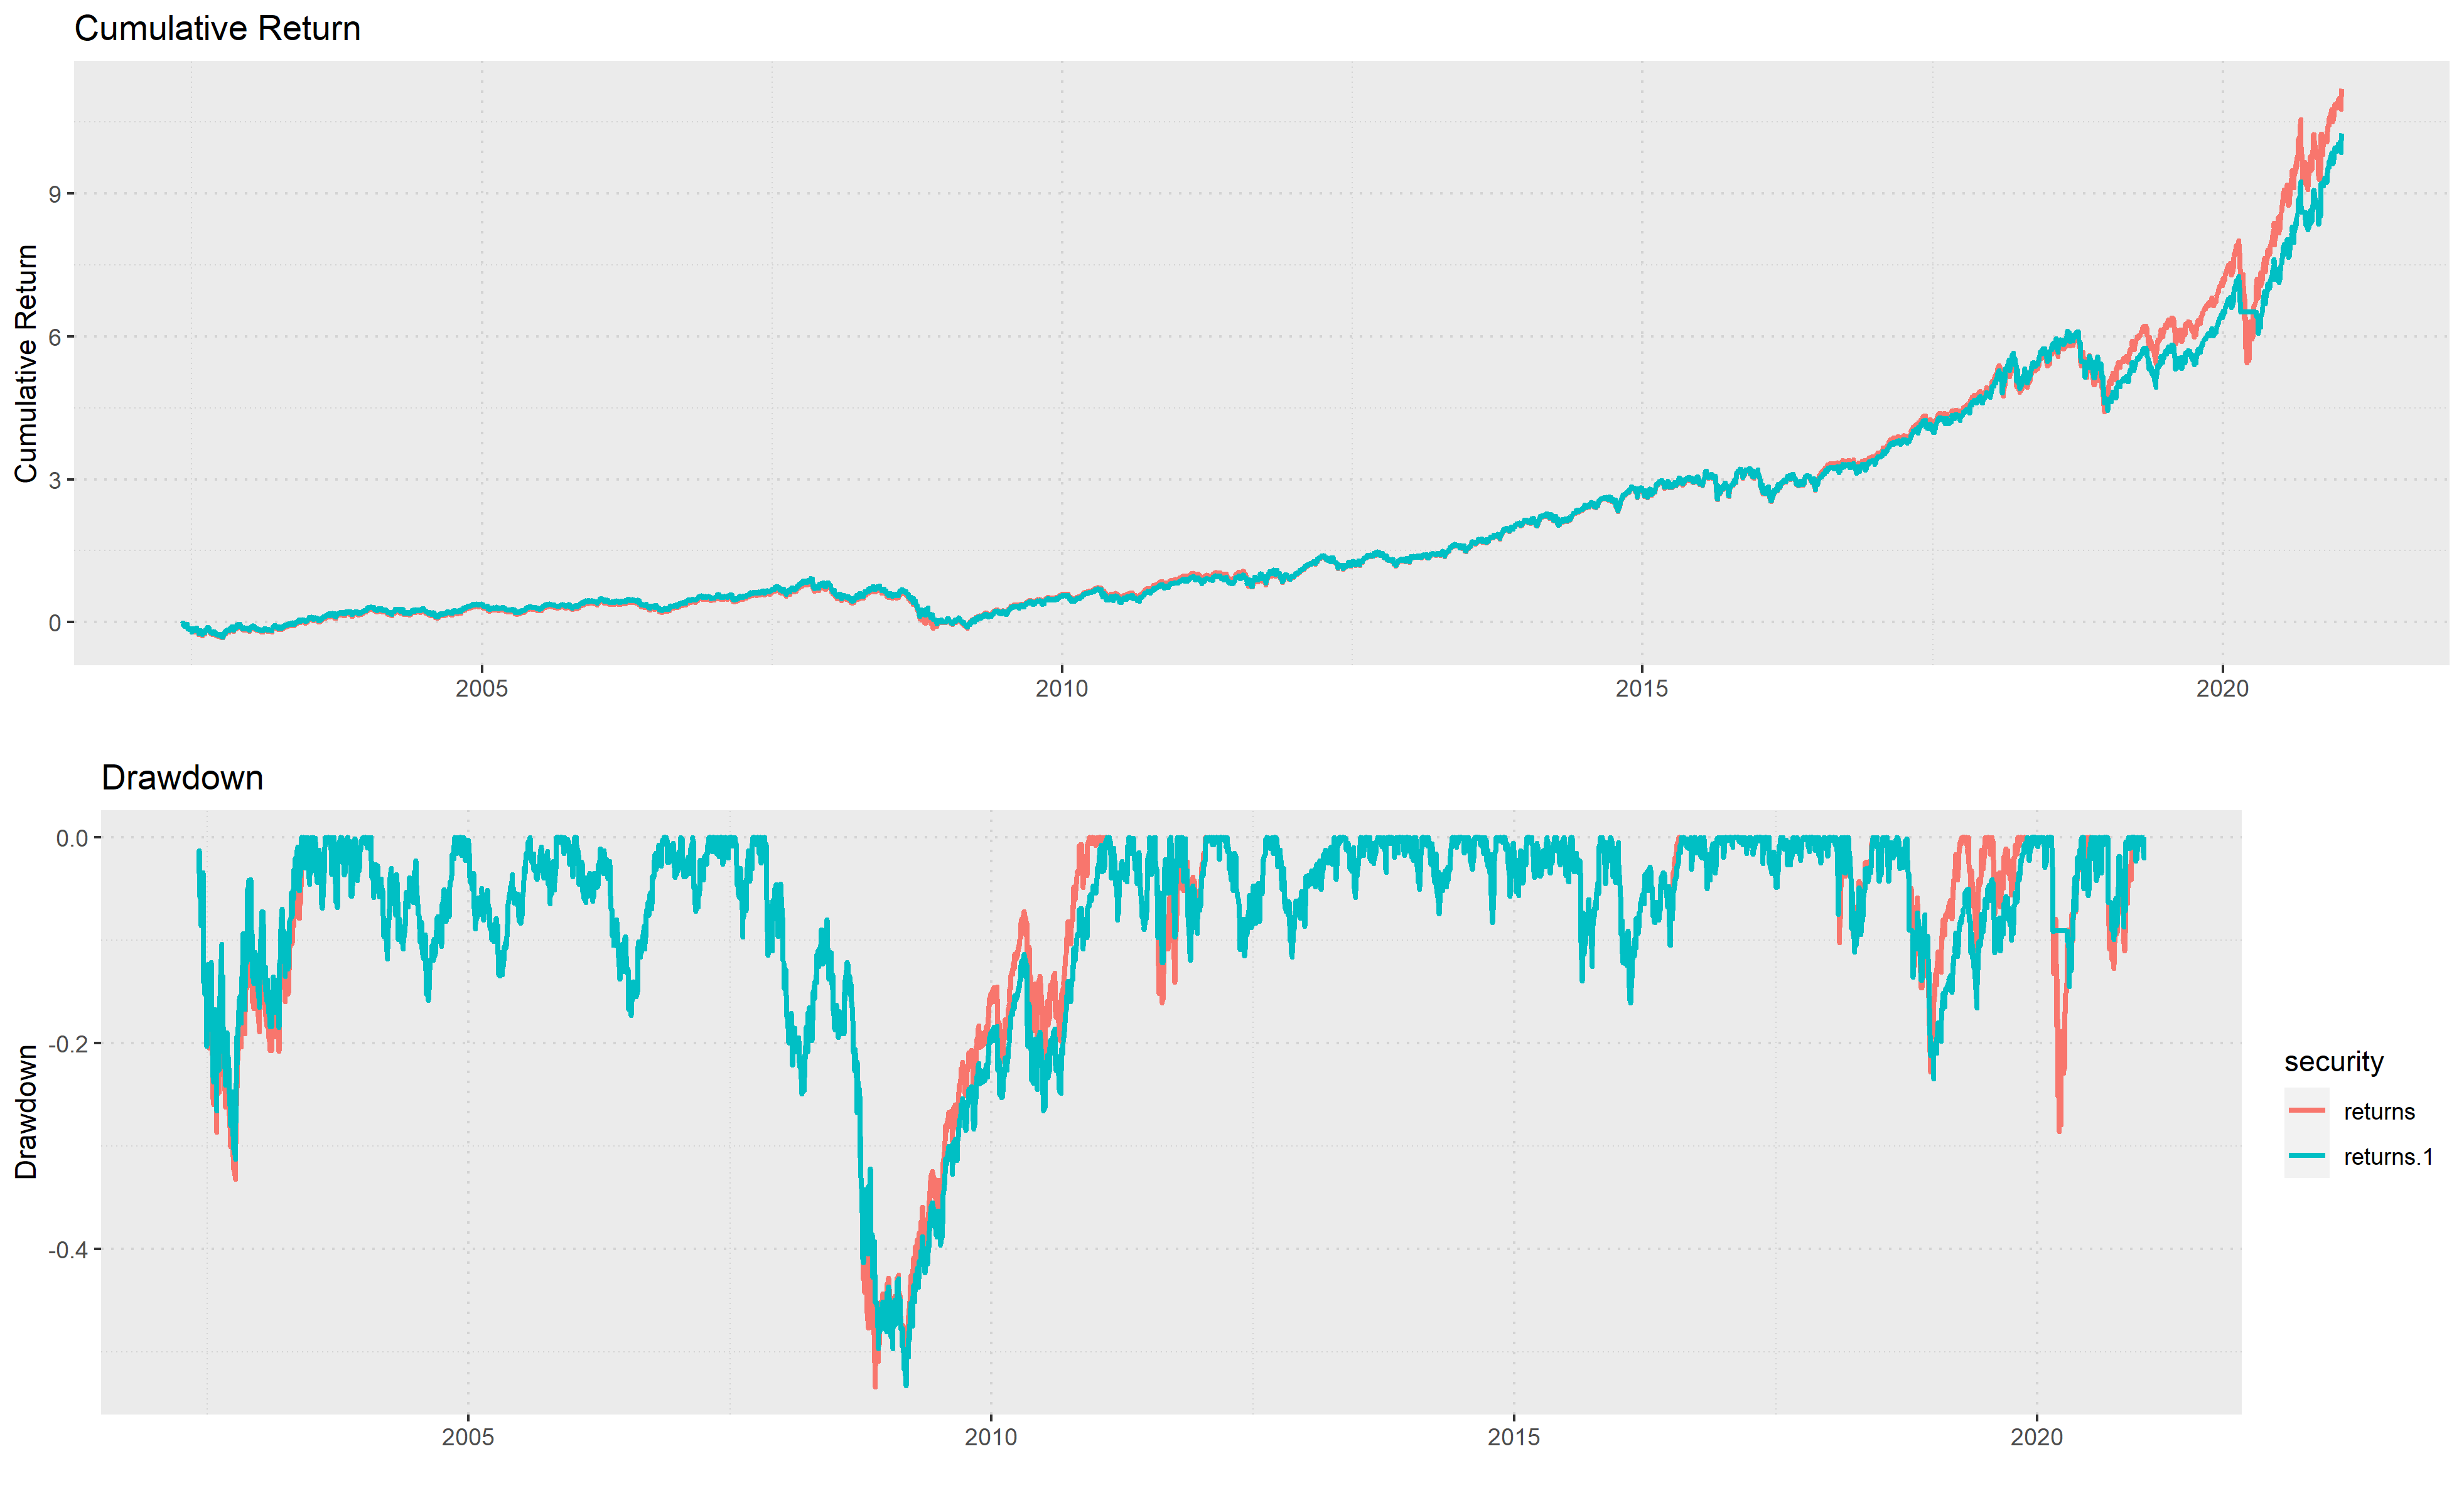 Cumulative Return
Cumulative Return
9
6
3
0
2005
2010
2015
2020
Drawdown
Drawdown
0.0
-0.2
-0.4
2005
2010
2015
2020
security
returns
returns.1